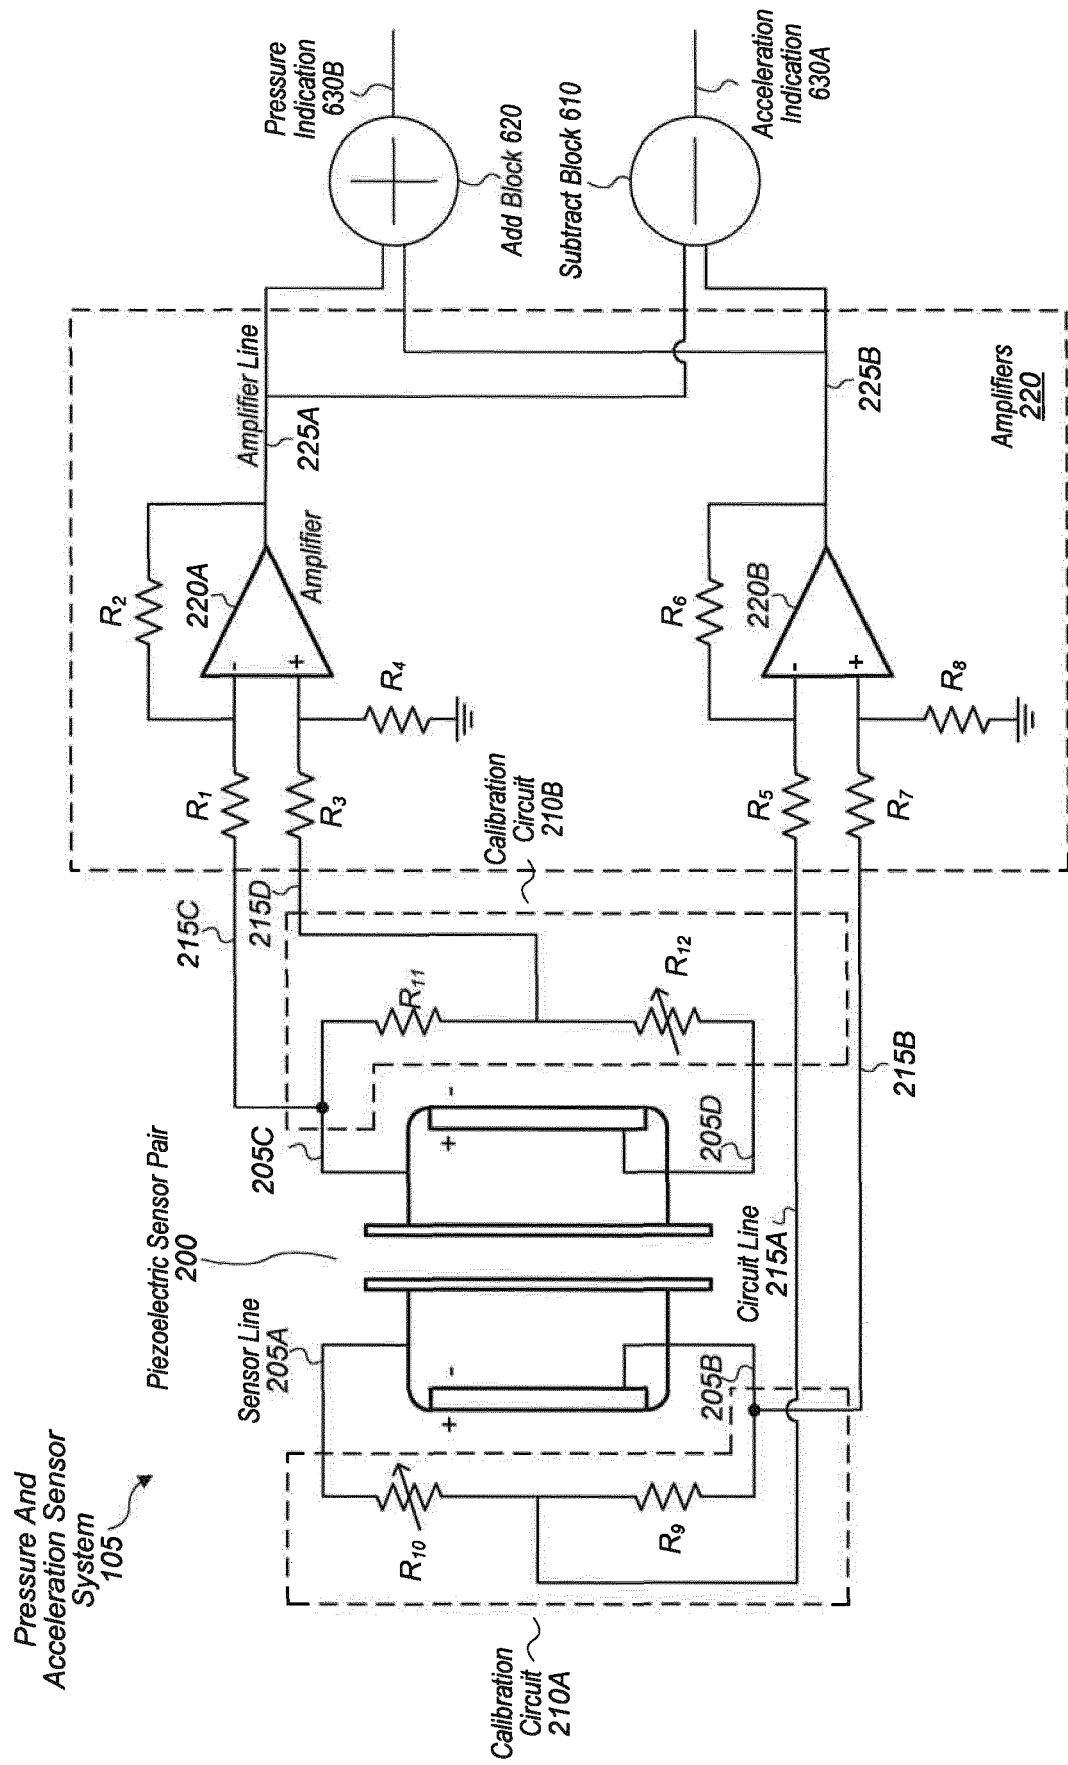 Pressure And
Acceleration Sensor
System
105
Piezoelectric Sensor Pair
200
Sensor Line
205A
205B
205C
205D
+
-
+
-
Calibration
Circuit
210A
R10
R9
Calibration
Circuit
210B
R11
R12
Circuit Line
215A
215B
215C
215D
R1
R2
R3
R4
-
+
220A
Amplifier
Amplifier Line
225A
R5
R6
R7
R8
-
+
220B
225B
Amplifiers
220
Pressure
Indication
630B
Add Block 620
Subtract Block 610
Acceleration
Indication
630A